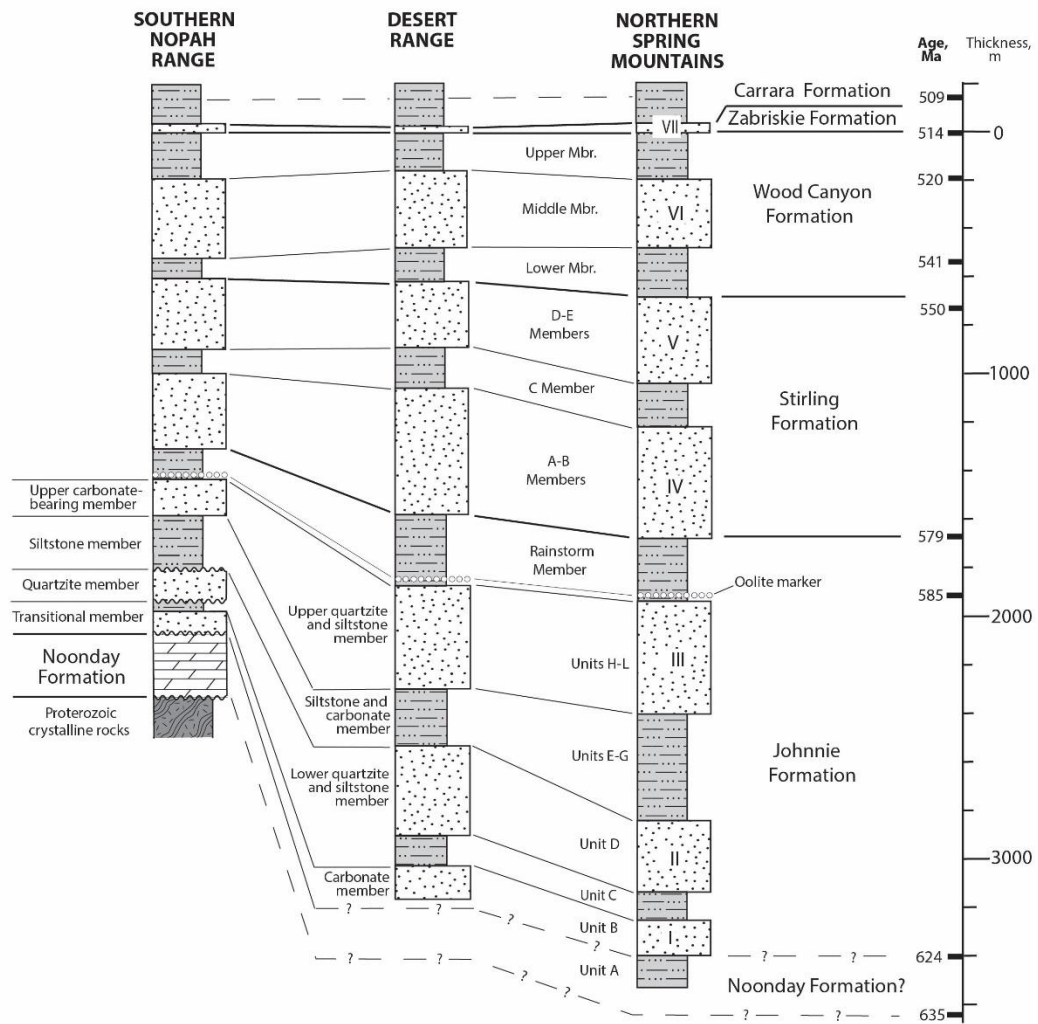 SOUTHERN
NOPAH
RANGE
DESERT
RANGE
NORTHERN
SPRING
MOUNTAINS
Age,
Ma
Thickness,
m
Carrara Formation
509
Zabriskie Formation
VII
514
0
Upper Mbr.
520
Middle Mbr.
VI
Wood Canyon
Formation
Lower Mbr.
541
550
D-E
Members
V
1000
C Member
Stirling
Formation
A-B
Members
IV
Upper carbonate-
bearing member
579
Siltstone member
Rainstorm
Member
Oolite marker
585
Quartzite member
Transitional member
2000
Upper quartzite
and siltstone
member
Units H-L
III
Noonday
Formation
Proterozoic
crystalline rocks
Siltstone and
carbonate
member
Units E-G
Johnnie
Formation
Lower quartzite
and siltstone
member
Unit D
II
3000
Carbonate
member
Unit C
Unit B
I
? ? ? ? ? ?
624
Unit A
Noonday Formation?
? ? ? ? ? ?
635